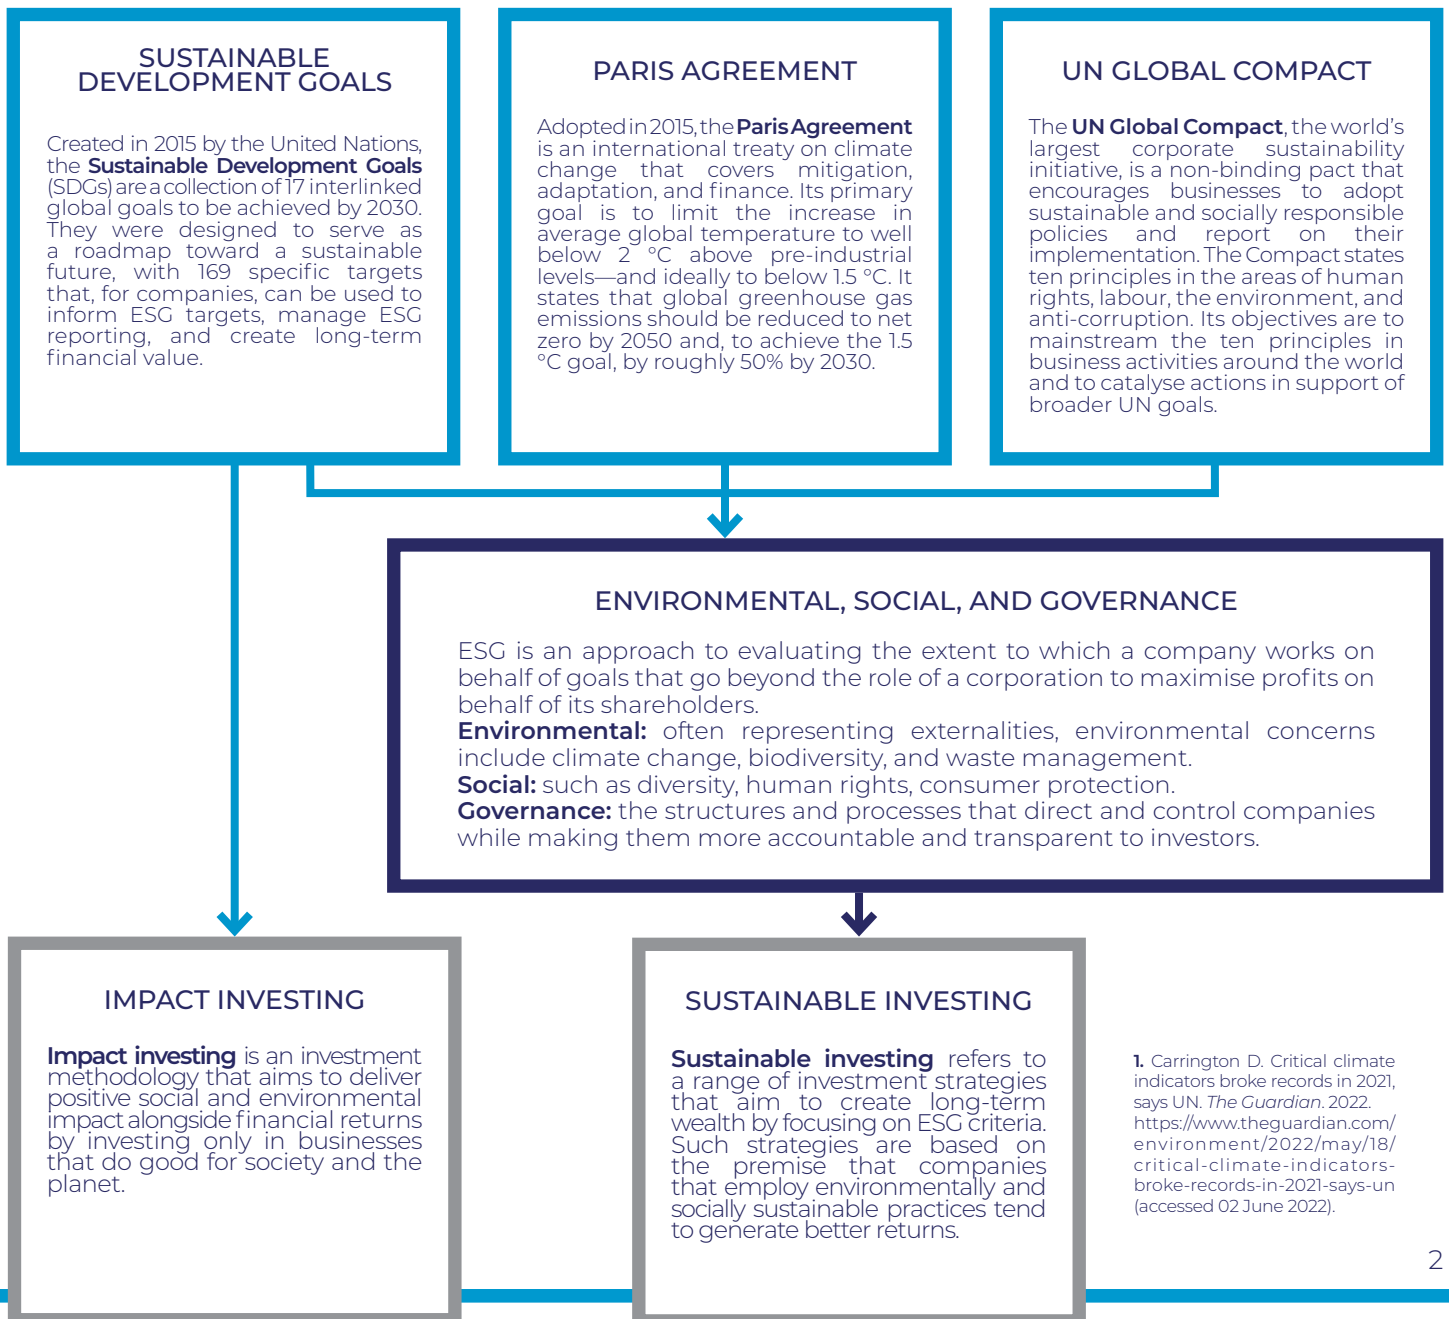 SUSTAINABLE
DEVELOPMENT GOALS
Created in 2015 by the United Nations,
the Sustainable Development Goals
(SDGs) are a collection of 17 interlinked
global goals to be achieved by 2030.
They were designed to serve as
a roadmap toward a sustainable
future, with 169 specific targets
that, for companies, can be used to
inform ESG targets, manage ESG
reporting, and create long-term
financial value.
PARIS AGREEMENT
Adopted in 2015, the Paris Agreement
is an international treaty on climate
change that covers mitigation,
adaptation, and finance. Its primary
goal is to limit the increase in
average global temperature to well
below 2 °C above pre-industrial
levels—and ideally to below 1.5 °C. It
states that global greenhouse gas
emissions should be reduced to net
zero by 2050 and, to achieve the 1.5
°C goal, by roughly 50% by 2030.
UN GLOBAL COMPACT
The UN Global Compact, the world's
largest corporate sustainability
initiative, is a non-binding pact that
encourages businesses to adopt
sustainable and socially responsible
policies and report on their
implementation. The Compact states
ten principles in the areas of human
rights, labour, the environment, and
anti-corruption. Its objectives are to
mainstream the ten principles in
business activities around the world
and to catalyse actions in support of
broader UN goals.
ENVIRONMENTAL, SOCIAL, AND GOVERNANCE
ESG is an approach to evaluating the extent to which a company works on
behalf of goals that go beyond the role of a corporation to maximise profits on
behalf of its shareholders.
Environmental: often representing externalities, environmental concerns
include climate change, biodiversity, and waste management.
Social: such as diversity, human rights, consumer protection.
Governance: the structures and processes that direct and control companies
while making them more accountable and transparent to investors.
IMPACT INVESTING
Impact investing is an investment
methodology that aims to deliver
positive social and environmental
impact alongside financial returns
by investing only in businesses
that do good for society and the
planet.
SUSTAINABLE INVESTING
Sustainable investing refers to
a range of investment strategies
that aim to create long-term
wealth by focusing on ESG criteria.
Such strategies are based on
the premise that companies
that employ environmentally and
socially sustainable practices tend
to generate better returns.
1. Carrington D. Critical climate
indicators broke records in 2021,
says UN. The Guardian. 2022.
https://www.theguardian.com/
environment/2022/may/18/
critical-climate-indicators-
broke-records-in-2021-says-un
(accessed 02 June 2022).
2